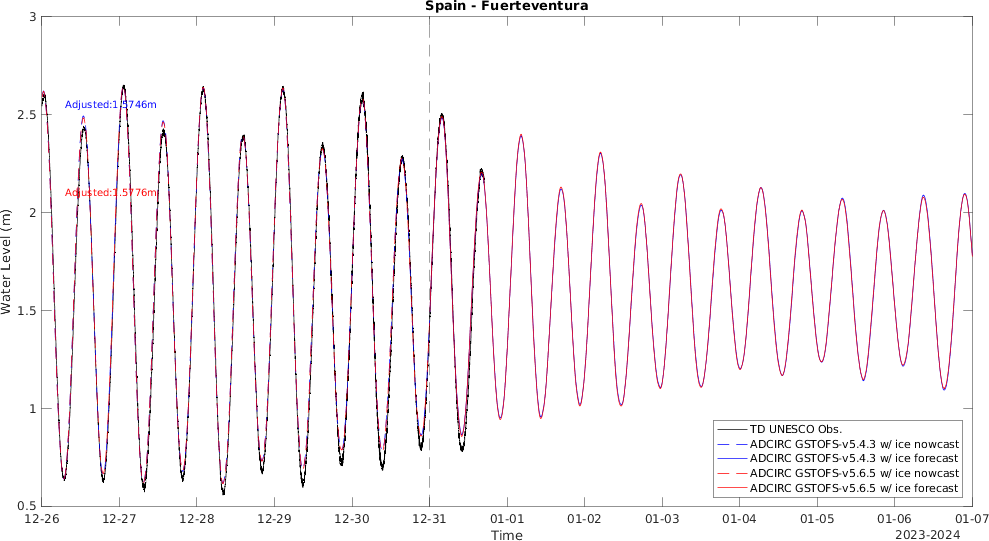 Spain - Fuerteventura
3
2.5
2
1.5
1
0.5
Water Level (m)
Adjusted:1.5746m
Adjusted:1.5776m
TD UNESCO Obs.
ADCIRC GSTOFS-v5.4.3 w/ ice nowcast
ADCIRC GSTOFS-v5.4.3 w/ ice forecast
ADCIRC GSTOFS-v5.6.5 w/ ice nowcast
ADCIRC GSTOFS-v5.6.5 w/ ice forecast
12-26 12-27 12-28 12-29 12-30 12-31 01-01 01-02 01-03 01-04 01-05 01-06 01-07
Time
2023-2024